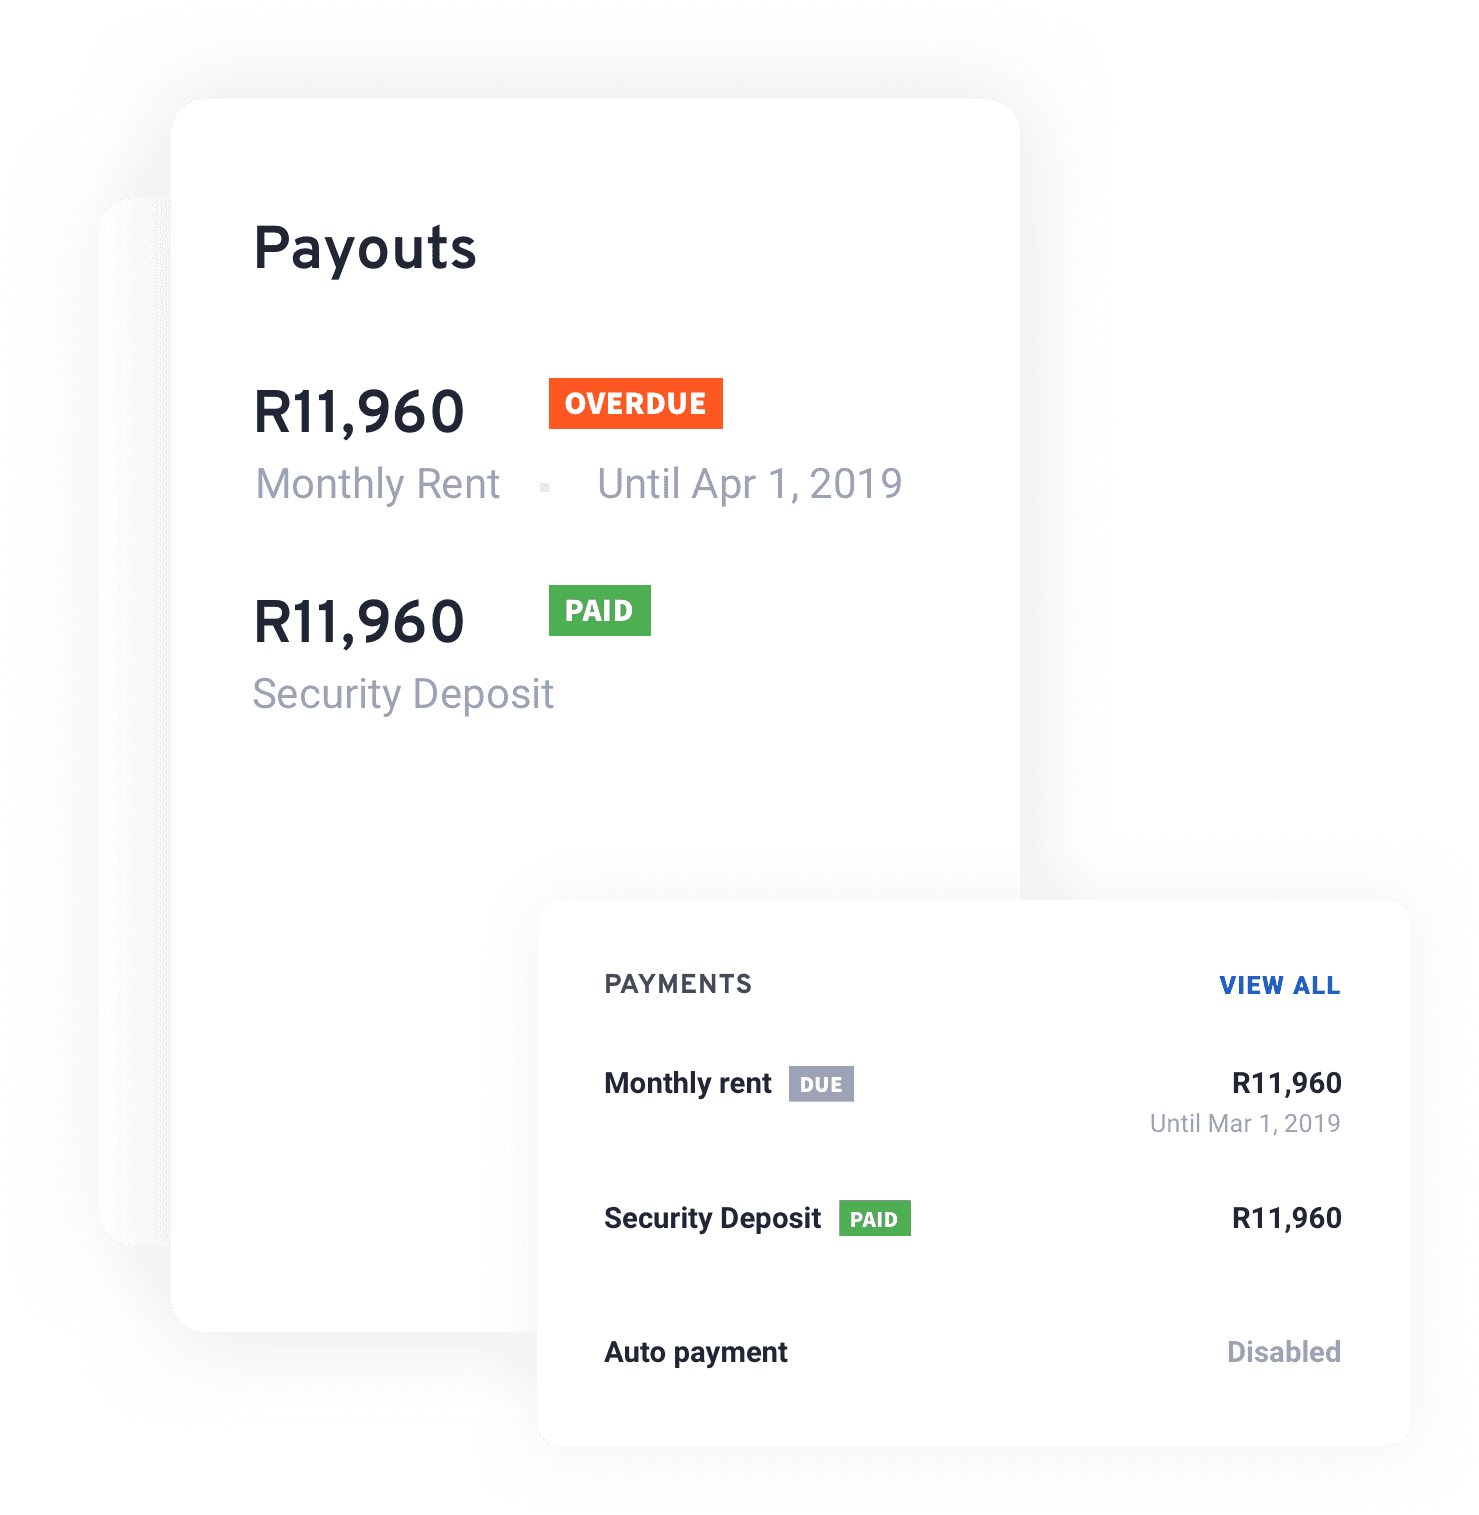 Payouts
R11,960 OVERDUE
Monthly Rent Until Apr 1, 2019
R11,960 PAID
Security Deposit
PAYMENTS VIEW ALL
Monthly rent DUE R11,960
Until Mar 1, 2019
Security Deposit PAID R11,960
Auto payment Disabled